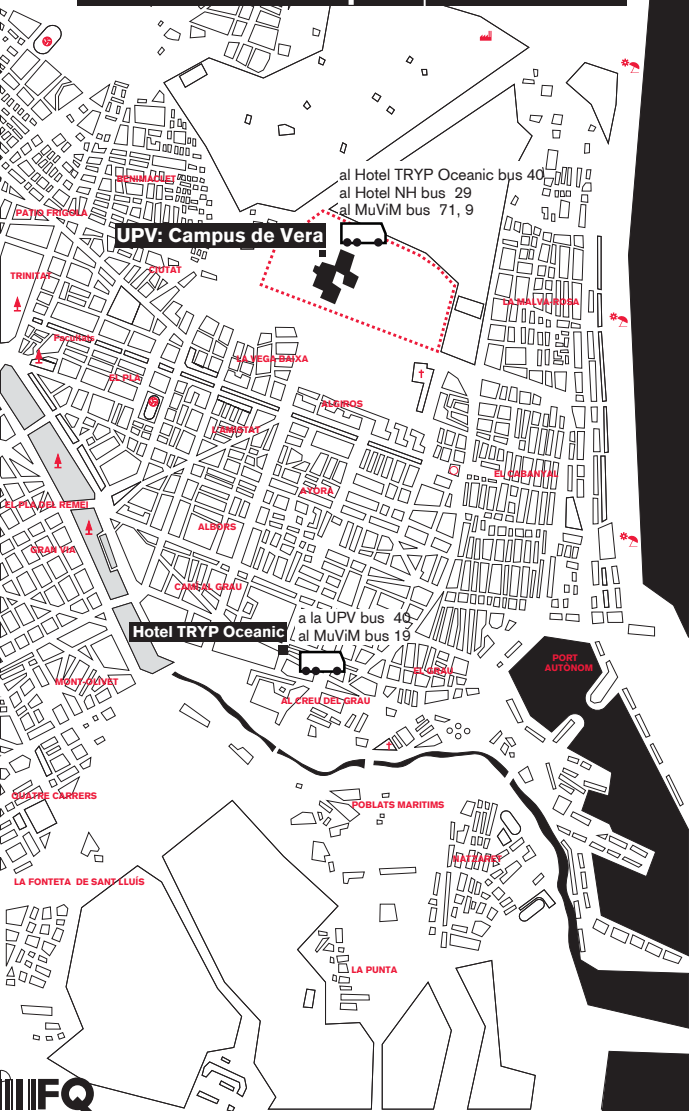 al Hotel TRYP Oceanic bus 40
al Hotel NH bus 29
al MuViM bus 71, 9
BENIMACLET
PATIO FRIGOLA
UPV: Campus de Vera
TRINITAT
CIUTAT
LA MALVA-ROSA
Facultats
LA VEGA BAIXA
EL PLA
ALGIROS
L'AMISTAT
EL CABANYAL
AYORA
EL PLA DEL REMEI
ALBORS
GRAN VIA
CAMI AL GRAU
a la UPV bus 40
Hotel TRYP Oceanic
al MuViM bus 19
PORT
AUTÒNOM
EL GRAU
MONT-OLIVET
AL CREU DEL GRAU
QUATRE CARRERS
POBLATS MARITIMS
NATZARET
LA FONTETA DE SANT LLUÍS
LA PUNTA
FQ